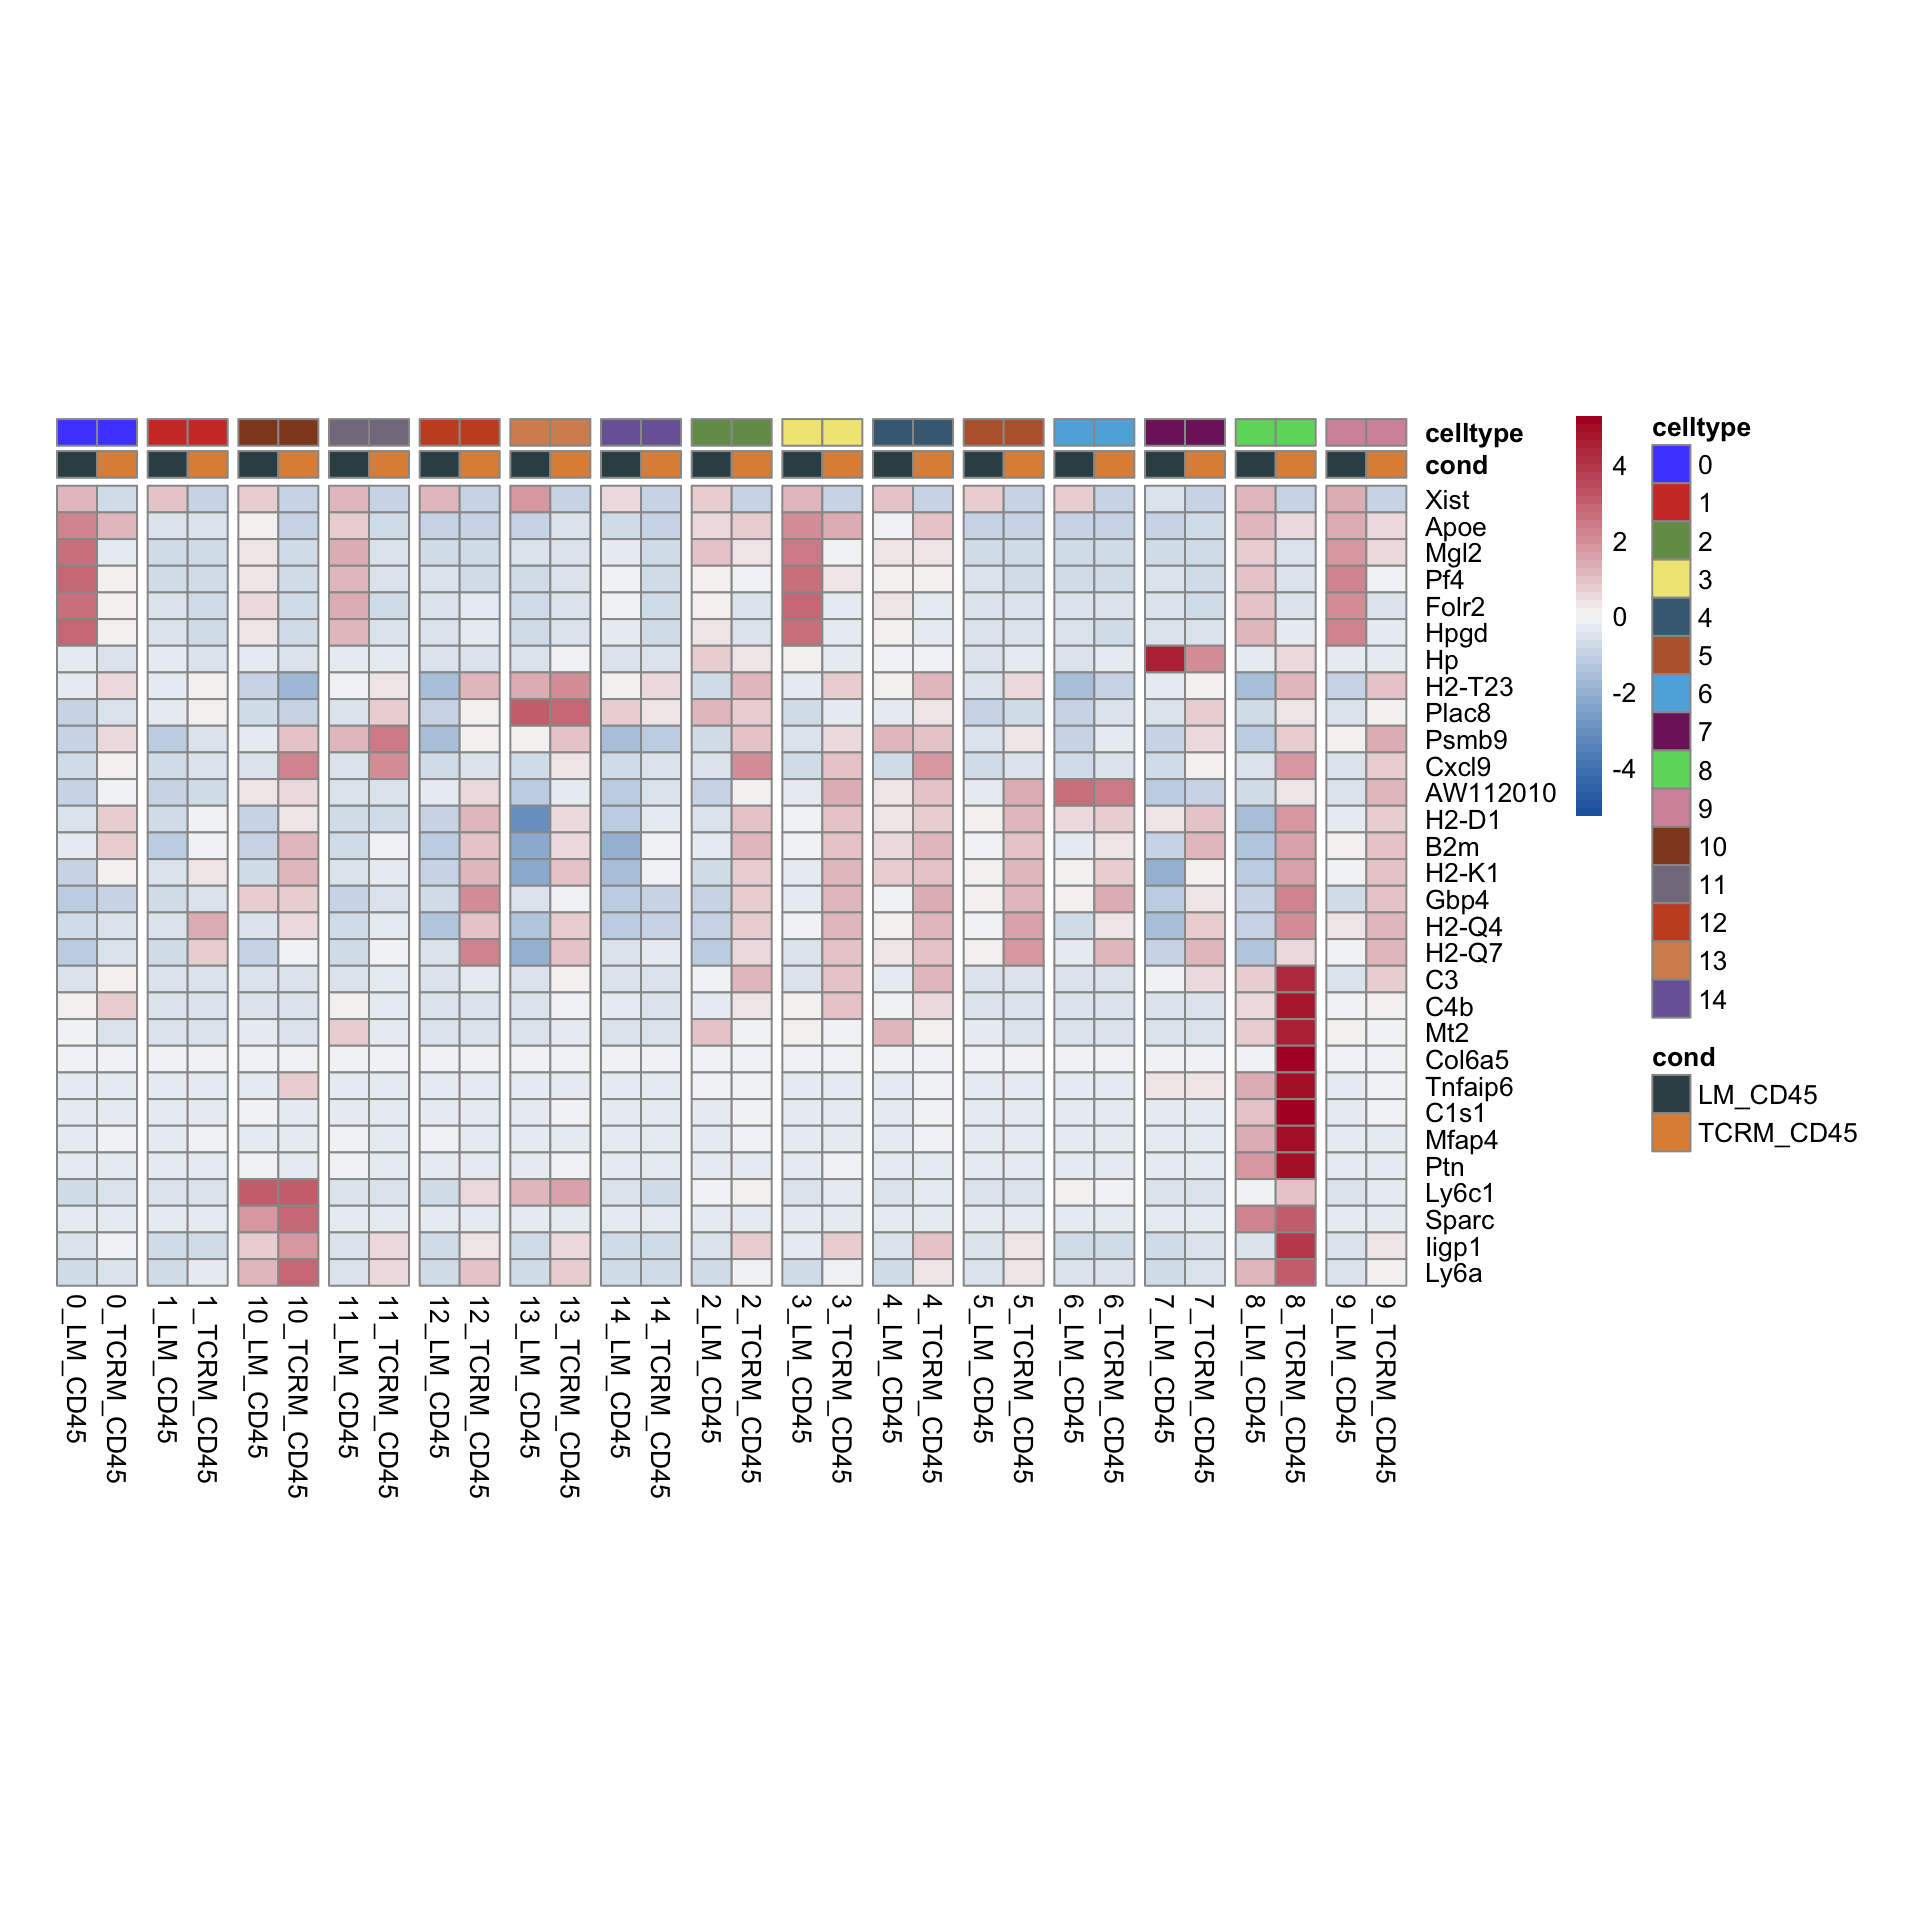 celltype
cond
Xist
Apoe
Mgl2
Pf4
Folr2
Hpgd
Hp
H2-T23
Plac8
Psmb9
Cxcl9
AW112010
H2-D1
B2m
H2-K1
Gbp4
H2-Q4
H2-Q7
C3
C4b
Mt2
Col6a5
Tnfaip6
C1s1
Mfap4
Ptn
Ly6c1
Sparc
Iigp1
Ly6a
0_LM_CD45
0_TCRM_CD45
1_LM_CD45
1_TCRM_CD45
10_LM_CD45
10_TCRM_CD45
11_LM_CD45
11_TCRM_CD45
12_LM_CD45
12_TCRM_CD45
13_LM_CD45
13_TCRM_CD45
14_LM_CD45
14_TCRM_CD45
2_LM_CD45
2_TCRM_CD45
3_LM_CD45
3_TCRM_CD45
4_LM_CD45
4_TCRM_CD45
5_LM_CD45
5_TCRM_CD45
6_LM_CD45
6_TCRM_CD45
7_LM_CD45
7_TCRM_CD45
8_LM_CD45
8_TCRM_CD45
9_LM_CD45
9_TCRM_CD45
4
2
0
-2
-4
celltype
0
1
2
3
4
5
6
7
8
9
10
11
12
13
14
cond
LM_CD45
TCRM_CD45